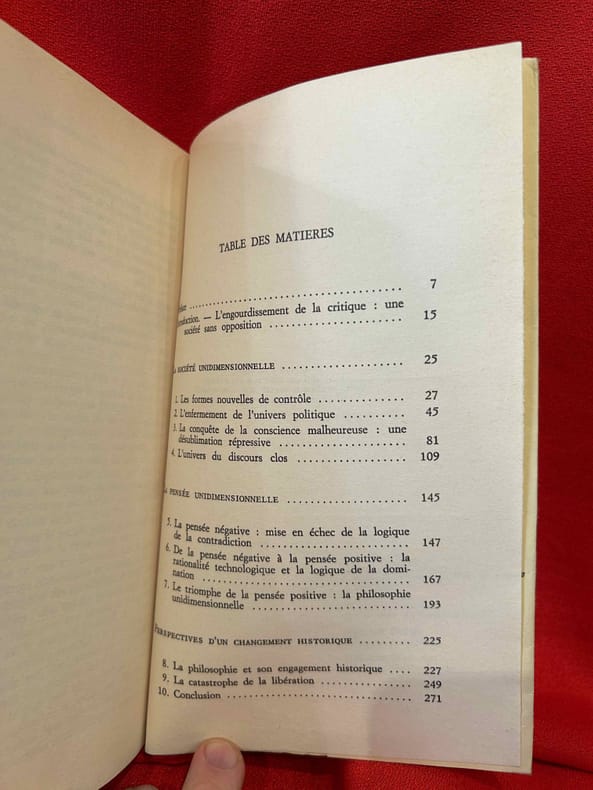 TABLE DES MATIERES
......................................... 7
L'engourdissement de la critique : une
société sans opposition ......................... 15
SOCIÉTÉ UNIDIMENSIONNELLE ...................... 25
1. Les formes nouvelles de contrôle ............... 27
2. L'enfermement de l'univers politique ........... 45
3. La conquête de la conscience malheureuse : une
désublimation répressive ........................ 81
4. L'univers du discours clos ................... 109
PENSÉE UNIDIMENSIONNELLE ..................... 145
5. La pensée négative : mise en échec de la logique
de la contradiction ............................ 147
6. De la pensée négative à la pensée positive : la
rationalité technologique et la logique de la domi-
nation ....................................... 167
7. Le triomphe de la pensée positive : la philosophie
unidimensionnelle ............................. 193
PERSPECTIVES D'UN CHANGEMENT HISTORIQUE ......... 225
8. La philosophie et son engagement historique .... 227
9. La catastrophe de la libération ................ 249
10. Conclusion ................................. 271